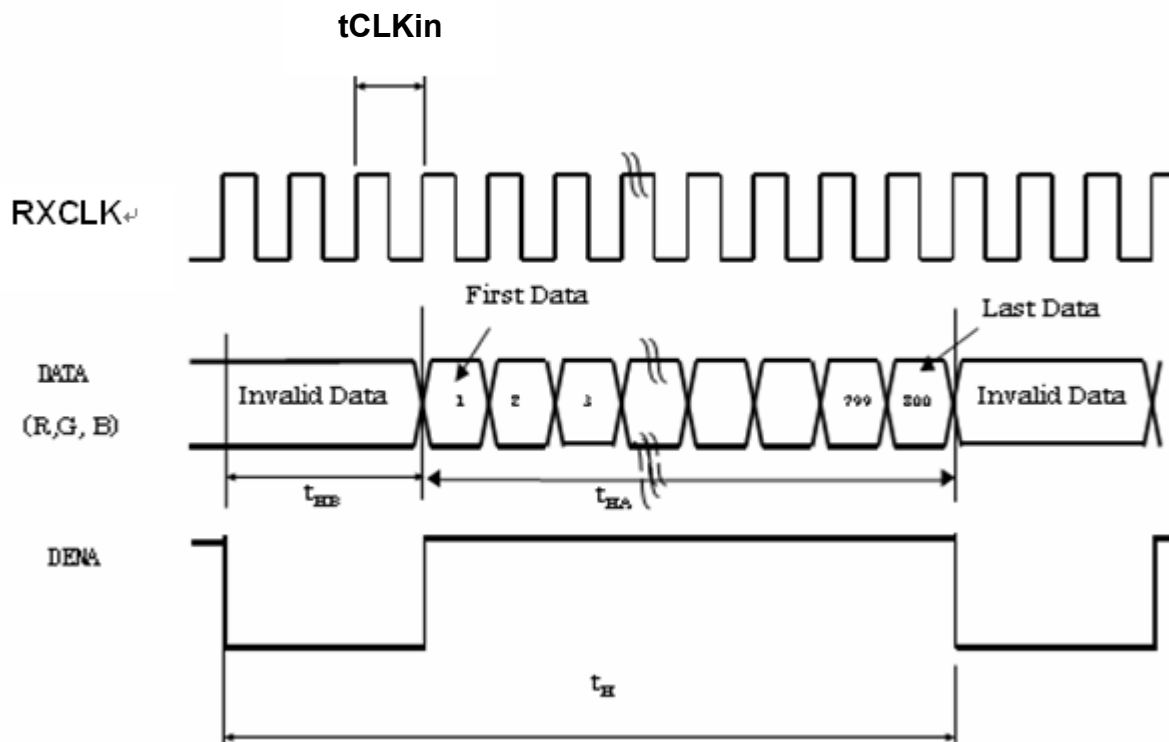 tCLKin
RXCLK↵
First Data
Last Data
DATA
(R,G, B)
Invalid Data
1
2
3
799
800
Invalid Data
tHB
tHA
DENA
tH